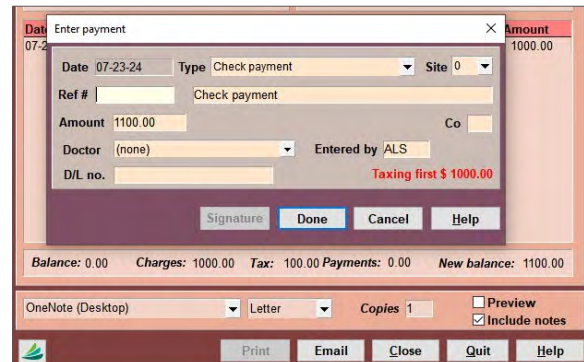 Enter payment
Date Amount
07-2 1000.00
Date 07-23-24 Type Check payment Site 0
Ref # Check payment
Amount 1100.00 Co
Doctor (none) Entered by ALS
D/L no. Taxing first $ 1000.00
Signature Done Cancel Help
Balance: 0.00 Charges: 1000.00 Tax: 100.00 Payments: 0.00 New balance: 1100.00
OneNote (Desktop) Letter Copies 1 Preview
Include notes
Print Email Close Quit Help